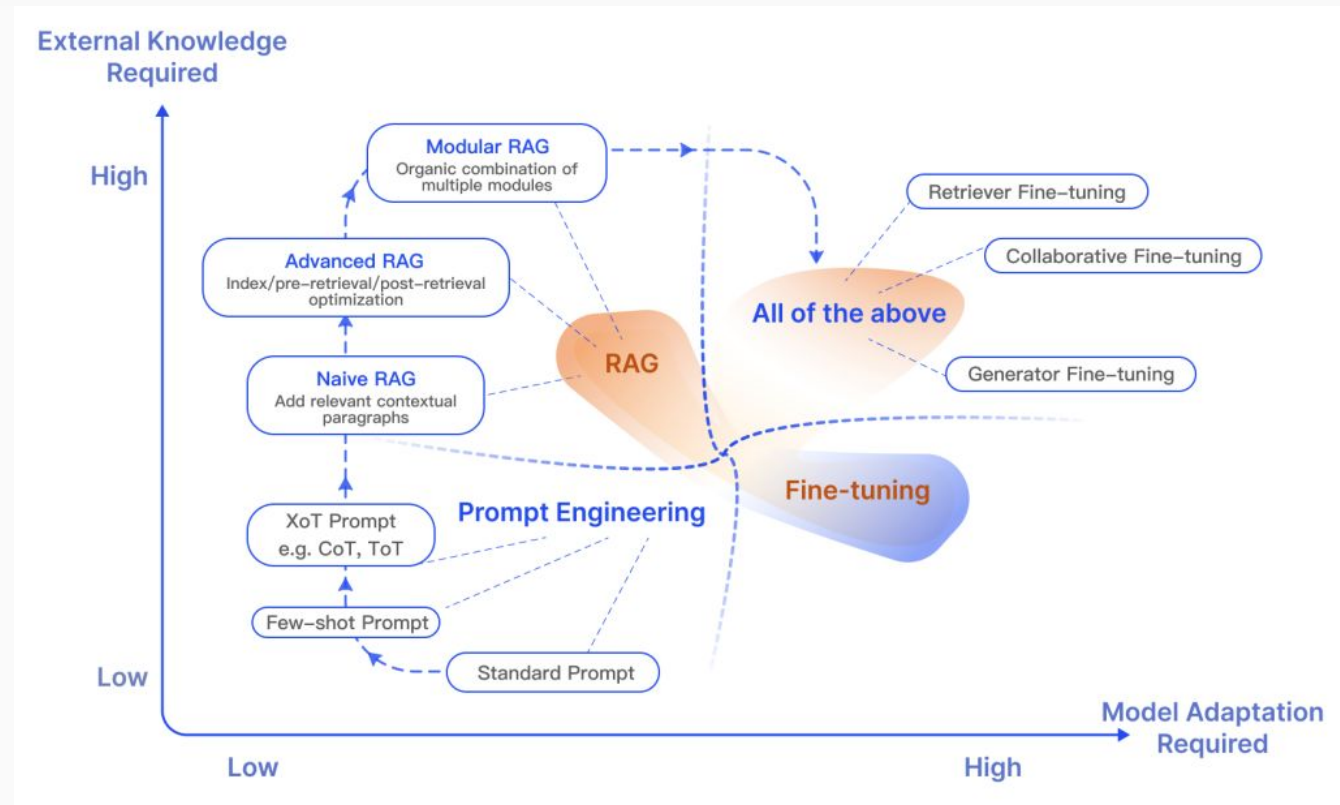 External Knowledge
Required
High
Modular RAG
Organic combination of
multiple modules
Retriever Fine-tuning
Advanced RAG
Index/pre-retrieval/post-retrieval
optimization
Collaborative Fine-tuning
All of the above
RAG
Naive RAG
Add relevant contextual
paragraphs
Generator Fine-tuning
Fine-tuning
XoT Prompt
e.g. CoT, ToT
Prompt Engineering
Few-shot Prompt
Standard Prompt
Low
Model Adaptation
Required
Low
High